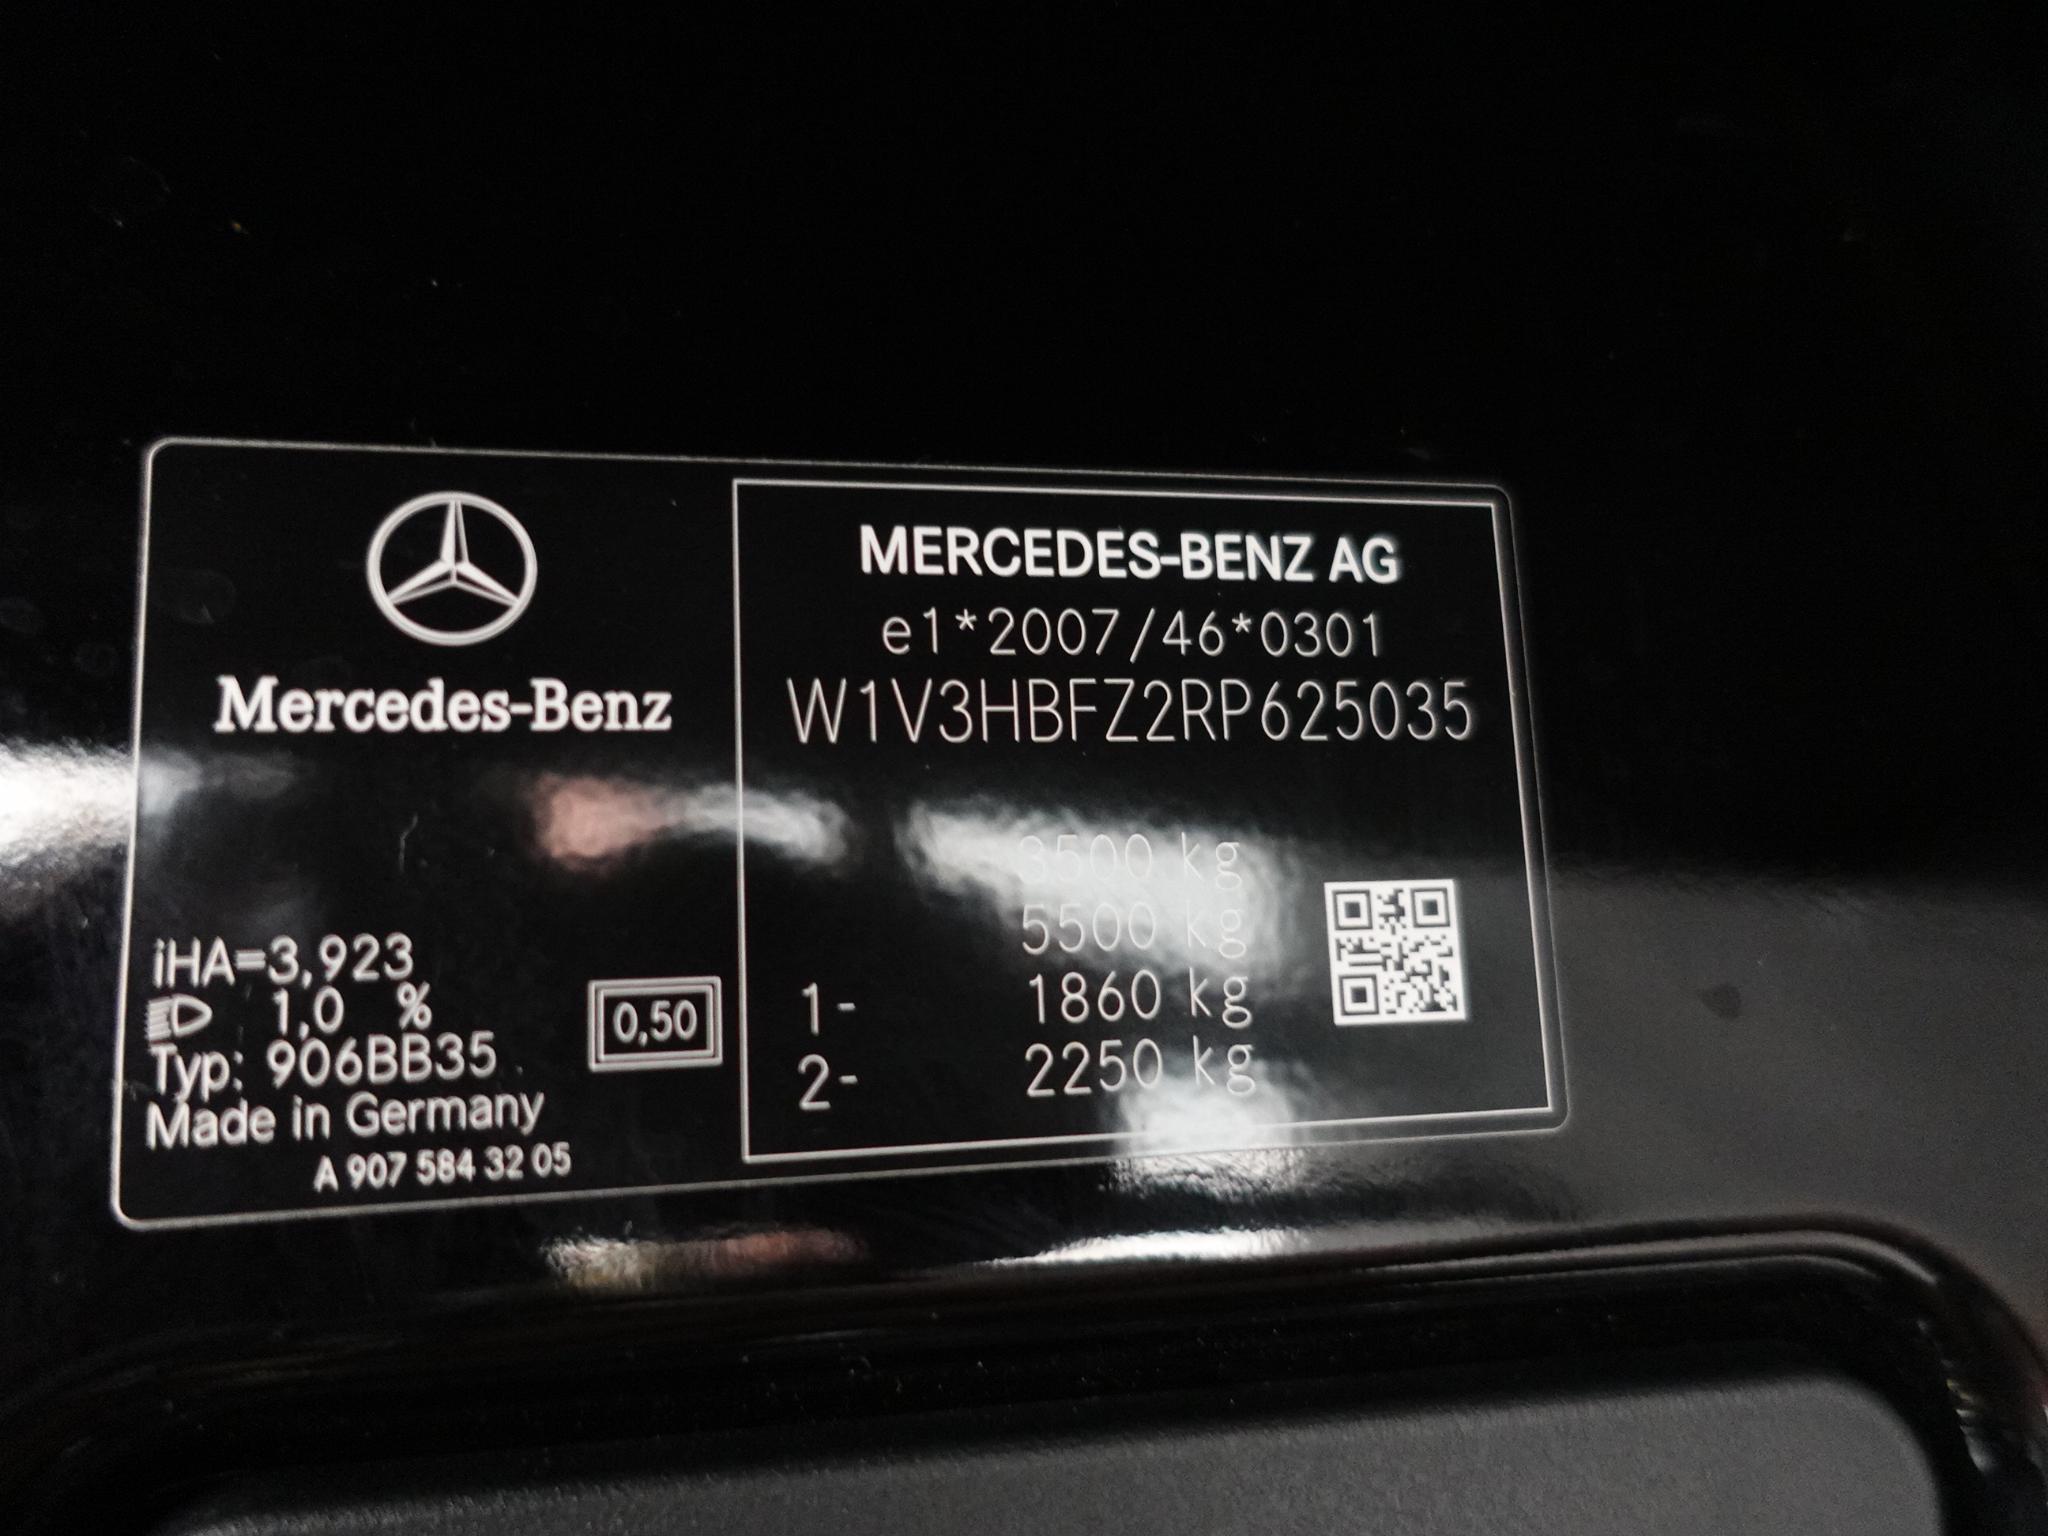 Mercedes-Benz
iHA=3,923
1,0 %
Typ: 906BB35
Made in Germany
A 907 584 32 05
0,50
MERCEDES-BENZ AG
e1*2007/46*0301
W1V3HBFZ2RP625035
3500 kg
5500 kg
1- 1860 kg
2- 2250 kg